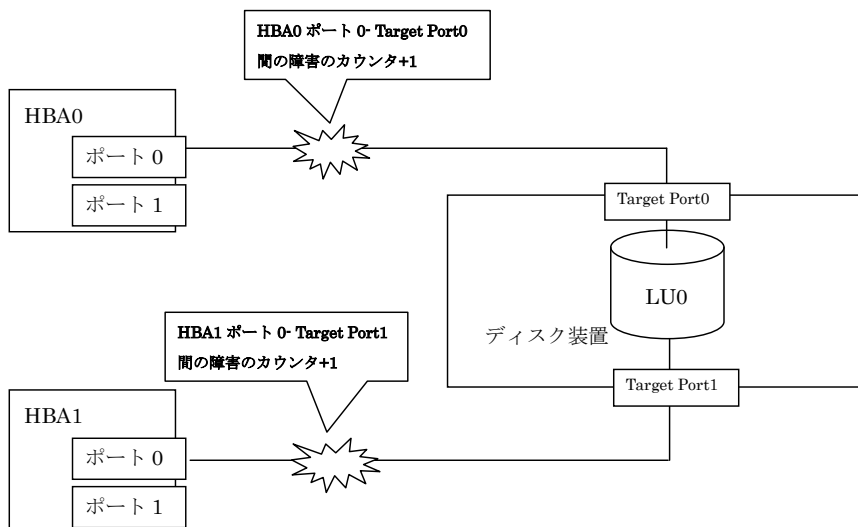 HBA0 ポート 0- Target Port0
間の障害のカウンタ+1
HBA0
ポート 0
ポート 1
Target Port0
LU0
ディスク装置
HBA1 ポート 0- Target Port1
間の障害のカウンタ+1
Target Port1
HBA1
ポート 0
ポート 1